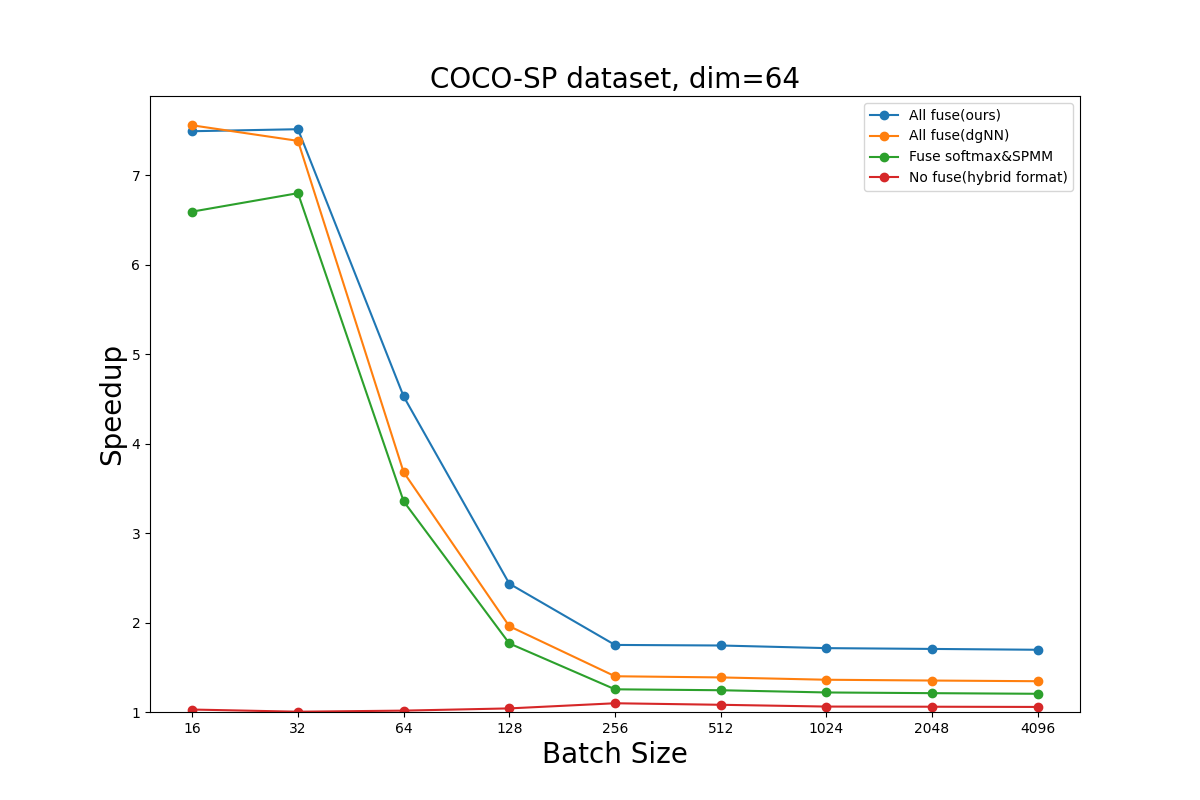 COCO-SP dataset, dim=64
All fuse(ours)
All fuse(dgNN)
Fuse softmax&SPMM
No fuse(hybrid format)
Speedup
7
6
5
4
3
2
1
16 32 64 128 256 512 1024 2048 4096
Batch Size